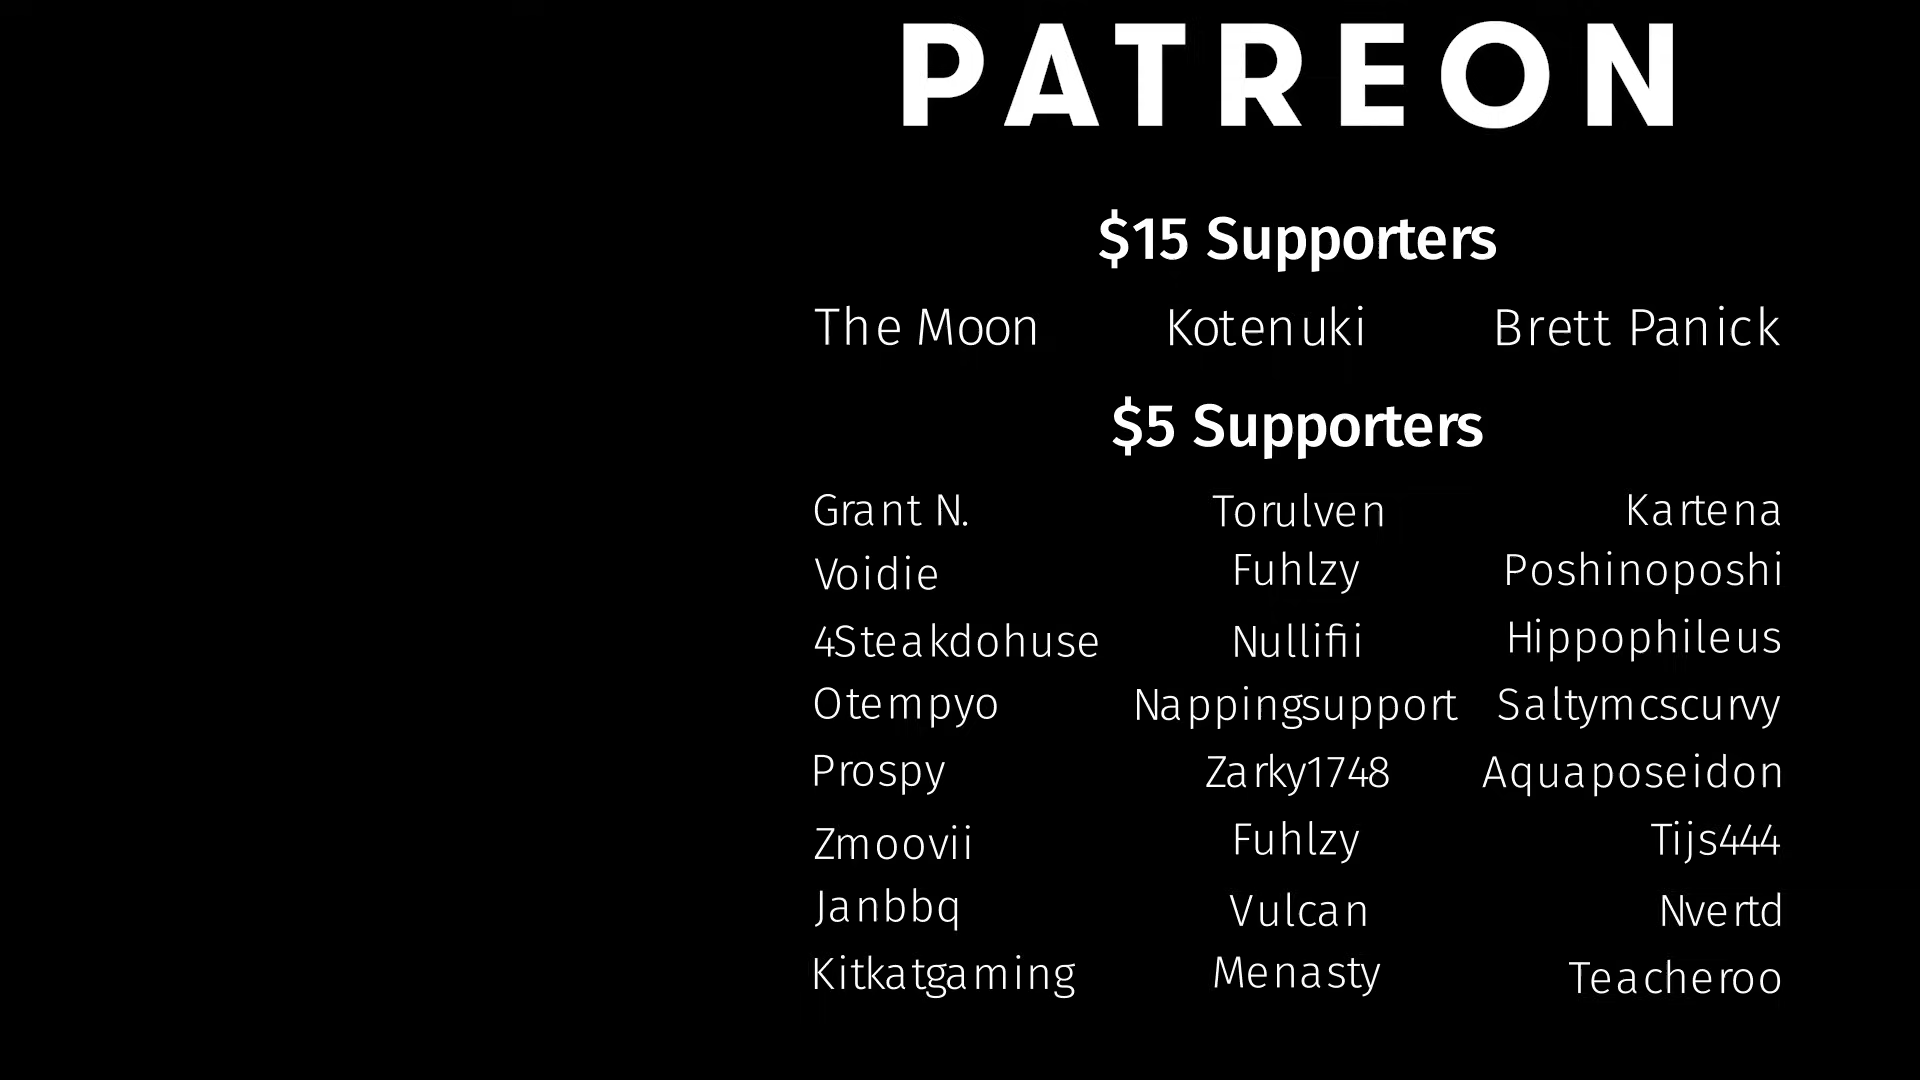 PATREON
$15 Supporters
The Moon Kotenuki Brett Panick
$5 Supporters
Grant N. Torulven Kartena
Voidie Fuhlzy Poshinoposhi
4Steakdohuse Nullifii Hippophileus
Otempyo Nappingsupport Saltymcscurvy
Prospy Zarky1748 Aquaposeidon
Zmoovii Fuhlzy Tijs444
Janbbq Vulcan Nvertd
Kitkatgaming Menasty Teacheroo